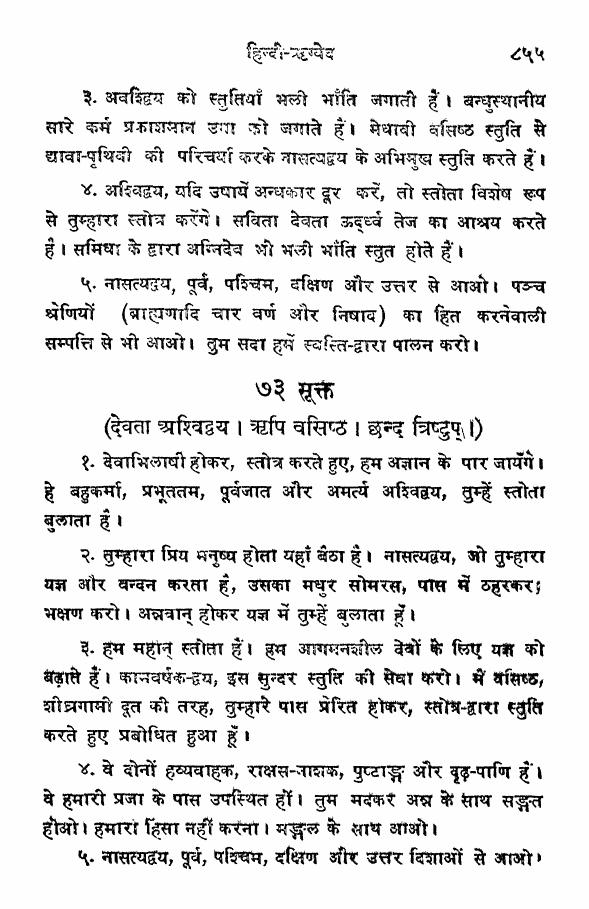 हिन्दी-ऋग्वेद ८५५
३. अवश्विद्वय को स्तुतियाँ भली भाँति जगाती हैं। बन्धुस्थानीय
सारे कर्म प्रकाशमान उषा को जगाते हैं। मेधावी वसिष्ठ स्तुति से
द्यावा-पृथिवी की परिचर्या करके नासत्यद्वय के अभिमुख स्तुति करते हैं।
४. अश्विद्वय, यदि उषायें अन्धकार दूर करें, तो स्तोता विशेष रूप
से तुम्हारा स्तोत्र करेंगे। सविता देवता ऊर्द्ध्व तेज का आश्रय करते
हैं। समिधा के द्वारा अग्निदेव भी भली भाँति स्तुत होते हैं।
५. नासत्यद्वय, पूर्व, पश्चिम, दक्षिण और उत्तर से आओ। पञ्च
श्रेणियों (ब्राह्मणादि चार वर्ण और निषाद) का हित करनेवाली
सम्पत्ति से भी आओ। तुम सदा हमें स्वस्ति-द्वारा पालन करो।
७३ सूक्त
(देवता अश्विद्वय। ऋषि वसिष्ठ। छन्द त्रिष्टुप्।)
१. देवाभिलाषी होकर, स्तोत्र करते हुए, हम अज्ञान के पार जायेंगे।
हे बहुकर्मा, प्रभूततम, पूर्वजात और अमर्त्य अश्विद्वय, तुम्हें स्तोता
बुलाता है।
२. तुम्हारा प्रिय मनुष्य होता यहाँ बैठा है। नासत्यद्वय, जो तुम्हारा
यज्ञ और वन्दन करता है, उसका मधुर सोमरस, पास में ठहरकर;
भक्षण करो। अन्नवान् होकर यज्ञ में तुम्हें बुलाता हूँ।
३. हम महान् स्तोता हैं। हम आगमनशील देवों के लिए यज्ञ को
बढ़ाते हैं। कामवर्षक-द्वय, इस सुन्दर स्तुति की सेवा करो। मैं वसिष्ठ,
शीघ्रगामी दूत की तरह, तुम्हारे पास प्रेरित होकर, स्तोत्र-द्वारा स्तुति
करते हुए प्रबोधित हुआ हूँ।
४. वे दोनों हव्यवाहक, राक्षस-नाशक, पुष्टाङ्ग और दृढ़-पाणि हैं।
वे हमारी प्रजा के पास उपस्थित हों। तुम मदकर अन्न के साथ सङ्गत
होओ। हमारा हिंसा नहीं करना। मङ्गल के साथ आओ।
५. नासत्यद्वय, पूर्व, पश्चिम, दक्षिण और उत्तर दिशाओं से आओ।